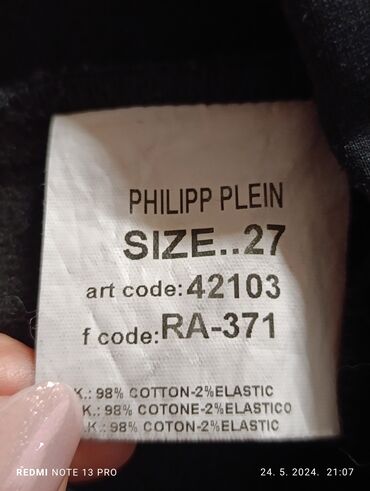 PHILIPP PLEIN
SIZE..27
art code:42103
f code:RA-371
.K.: 98% COTTON-2%ELASTIC
.K.: 98% COTONE-2%ELASTICO
.K.: 98% COTTON-2%ELASTIC
REDMI NOTE 13 PRO
24. 5. 2024. 21:07